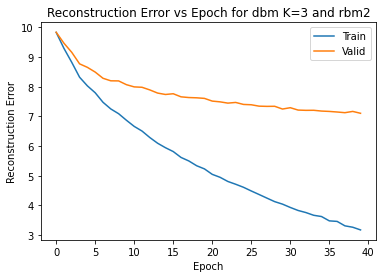 Reconstruction Error vs Epoch for dbm K=3 and rbm2
Train
Valid
Reconstruction Error
10
9
8
7
6
5
4
3
0 5 10 15 20 25 30 35 40
Epoch